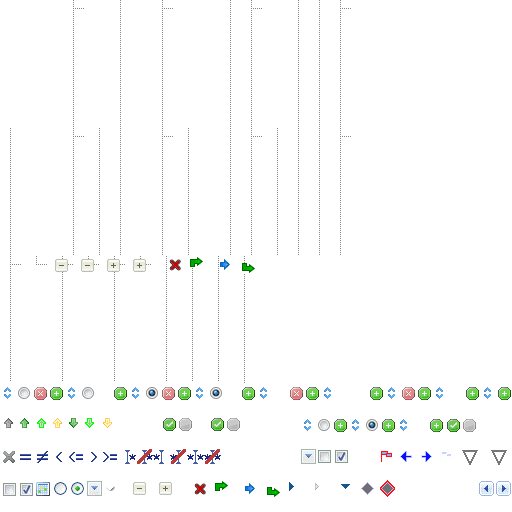 = ≠ < <= > >=